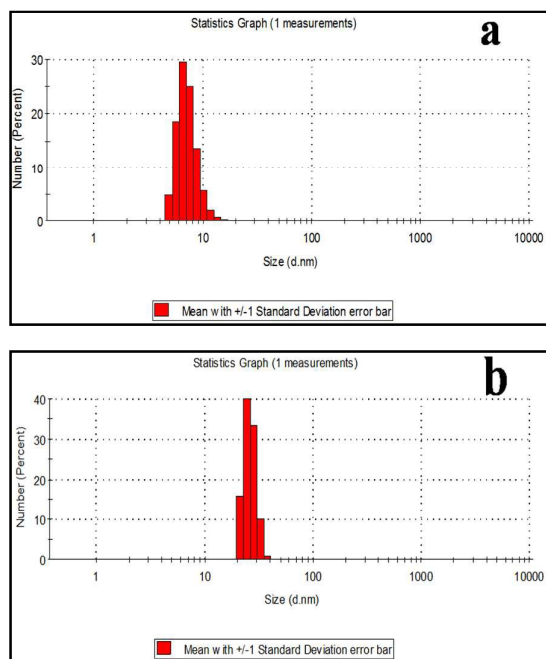 Statistics Graph (1 measurements)
a
30
20
10
0
Number (Percent)
1 10 100 1000 10000
Size (d.nm)
Mean with +/-1 Standard Deviation error bar
Statistics Graph (1 measurements)
b
40
30
20
10
0
Number (Percent)
1 10 100 1000 10000
Size (d.nm)
Mean with +/-1 Standard Deviation error bar